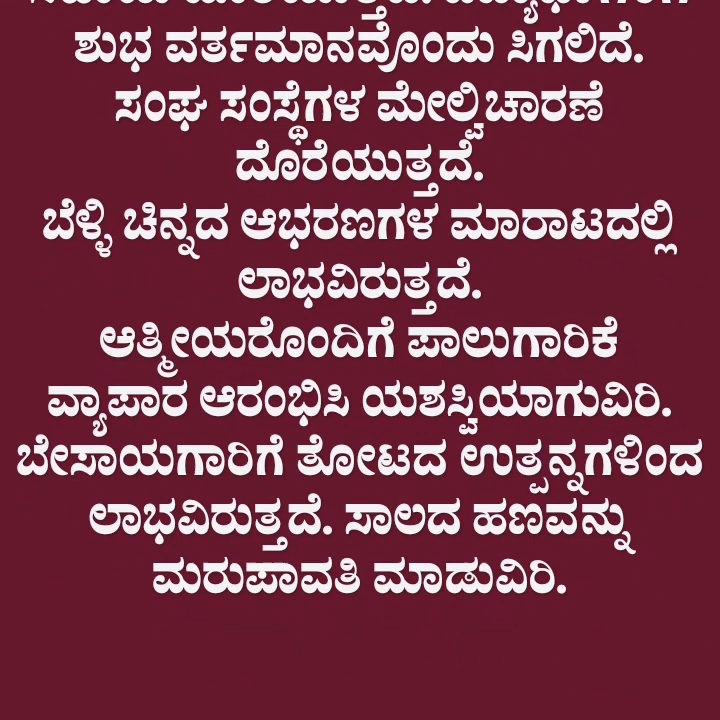 ಶುಭ ವರ್ತಮಾನವೊಂದು ಸಿಗಲಿದೆ.
ಸಂಘ ಸಂಸ್ಥೆಗಳ ಮೇಲ್ವಿಚಾರಣೆ
ದೊರೆಯುತ್ತದೆ.
ಬೆಳ್ಳಿ ಚಿನ್ನದ ಆಭರಣಗಳ ಮಾರಾಟದಲ್ಲಿ
ಲಾಭವಿರುತ್ತದೆ.
ಆತ್ಮೀಯರೊಂದಿಗೆ ಪಾಲುಗಾರಿಕೆ
ವ್ಯಾಪಾರ ಆರಂಭಿಸಿ ಯಶಸ್ವಿಯಾಗುವಿರಿ.
ಬೇಸಾಯಗಾರಿಗೆ ತೋಟದ ಉತ್ಪನ್ನಗಳಿಂದ
ಲಾಭವಿರುತ್ತದೆ. ಸಾಲದ ಹಣವನ್ನು
ಮರುಪಾವತಿ ಮಾಡುವಿರಿ.